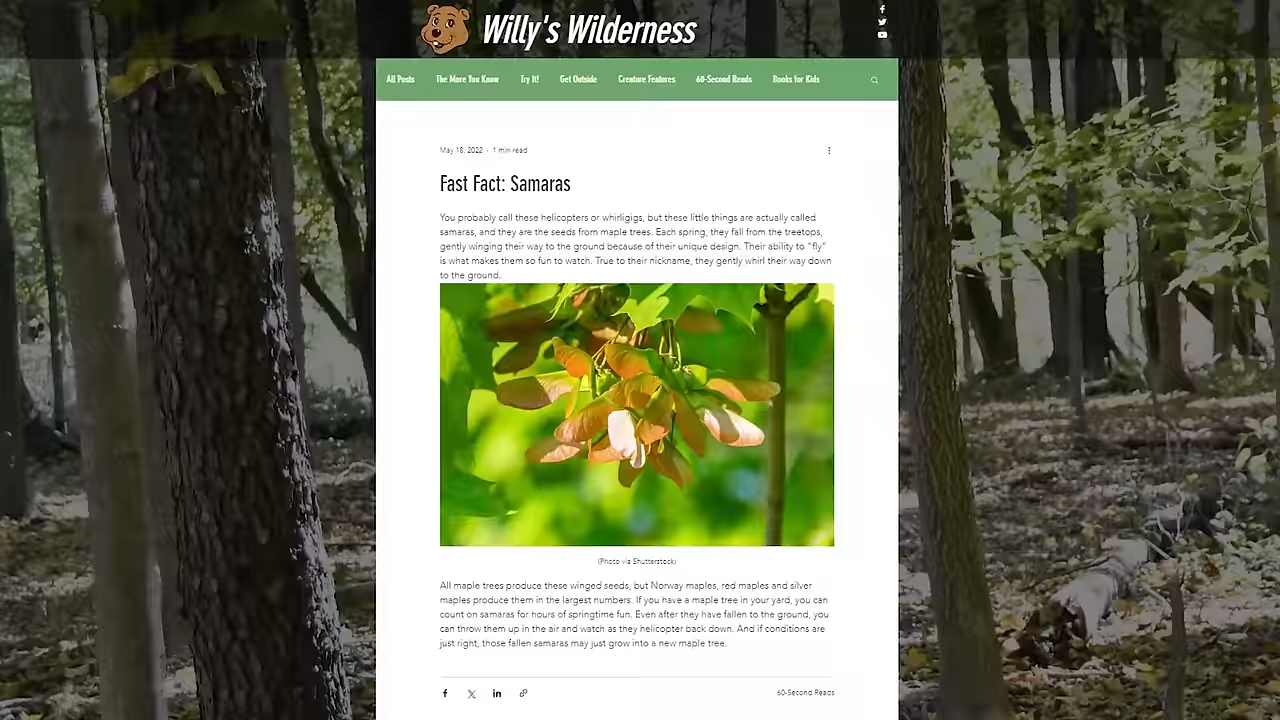 Willy's Wilderness
All Posts The More You Know Try It! Get Outside Creature Features 60-Second Reads Books for Kids
May 18, 2022 · 1 min read
Fast Fact: Samaras
You probably call these helicopters or whirligigs, but these little things are actually called
samaras, and they are the seeds from maple trees. Each spring, they fall from the treetops,
gently winging their way to the ground because of their unique design. Their ability to "fly"
is what makes them so fun to watch. True to their nickname, they gently whirl their way down
to the ground.
(Photo via Shutterstock)
All maple trees produce these winged seeds, but Norway maples, red maples and silver
maples produce them in the largest numbers. If you have a maple tree in your yard, you can
count on samaras for hours of springtime fun. Even after they have fallen to the ground, you
can throw them up in the air and watch as they helicopter back down. And if conditions are
just right, those fallen samaras may just grow into a new maple tree.
60-Second Reads